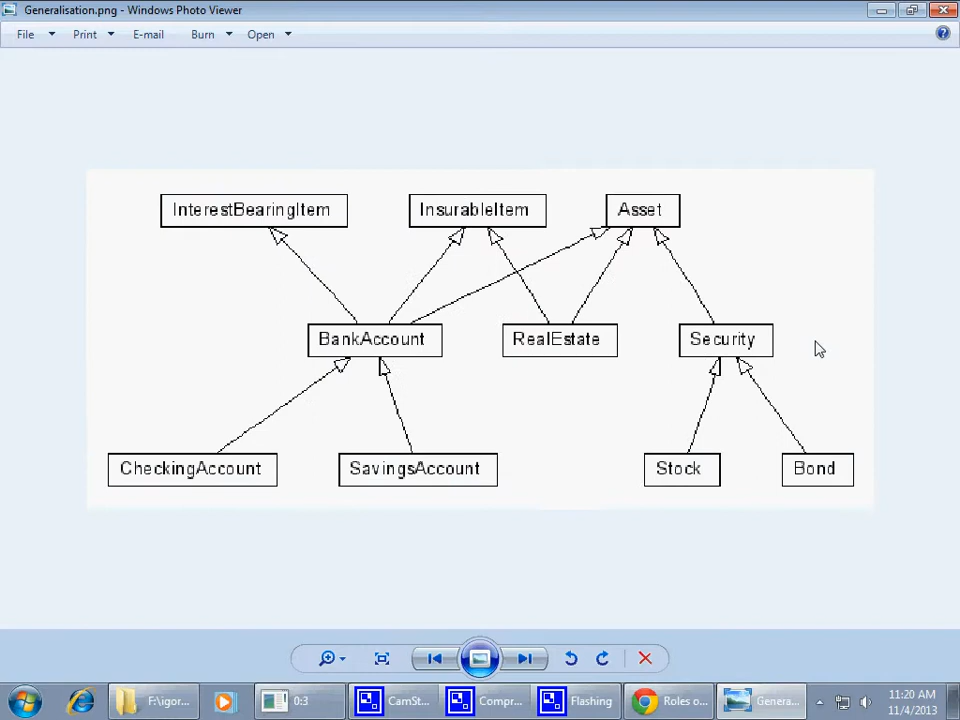 Generalisation.png - Windows Photo Viewer
File Print E-mail Burn Open
InterestBearingItem InsurableItem Asset
BankAccount RealEstate Security
CheckingAccount SavingsAccount Stock Bond
F:\igor... 0:3 CamSt... Compr... Flashing Roles o... Genera... 11:20 AM
11/4/2013